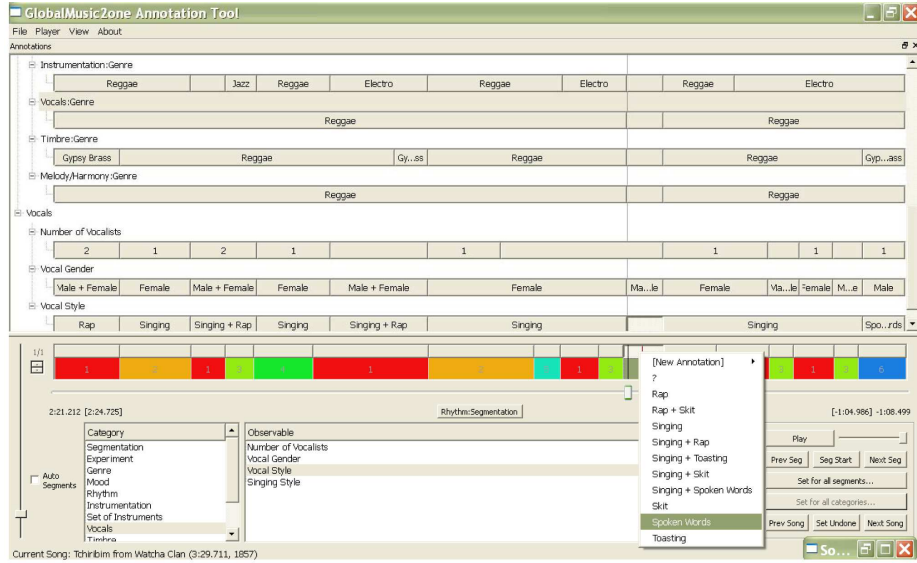 GlobalMusic2one Annotation Tool
File Player View About
Annotations
Instrumentation:Genre
Reggae Jazz Reggae Electro Reggae Electro Reggae Electro
Vocals:Genre
Reggae Reggae
Timbre:Genre
Gypsy Brass Reggae Gy...ss Reggae Reggae Gyp...ass
Melody/Harmony:Genre
Reggae Reggae
Vocals
Number of Vocalists
2 1 2 1 1 1 1 1
Vocal Gender
Male + Female Female Male + Female Female Male + Female Female Ma...le Female Ma...le Female M...e Male
Vocal Style
Rap Singing Singing + Rap Singing Singing + Rap Singing Singing Spo...rds
1/1
1 2 1 3 4 1 2 1 3 1 6
[New Annotation]
?
Rap
Rap + Skit
Singing
Singing + Rap
Singing + Toasting
Singing + Skit
Singing + Spoken Words
Skit
Spoken Words
Toasting
2:21.212 [2:24.725] Rhythm:Segmentation [-1:04.986] -1:08.499
Auto Segments
Category
Segmentation
Experiment
Genre
Mood
Rhythm
Instrumentation
Set of Instruments
Vocals
Timbre
Observable
Number of Vocalists
Vocal Gender
Vocal Style
Singing Style
Play
Prev Seg Seg Start Next Seg
Set for all segments...
Set for all categories...
Prev Song Set Undone Next Song
Current Song: Tchiribim from Watcha Clan (3:29.711, 1857)
So...